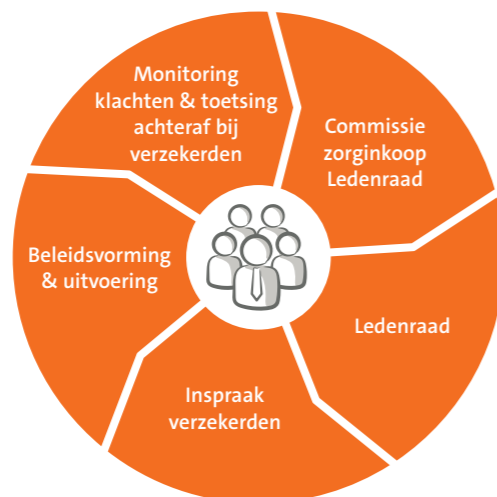 Monitoring
klachten & toetsing
achteraf bij
verzekerden
Commissie
zorginkoop
Ledenraad
Ledenraad
Inspraak
verzekerden
Beleidsvorming
& uitvoering